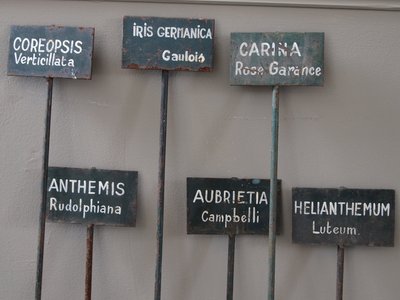 COREOPSIS
Verticillata
IRIS GERMANICA
Gaulois
CARINA
Rose Garance
ANTHEMIS
Rudolphiana
AUBRIETIA
Campbelli
HELIANTHEMUM
Luteum.